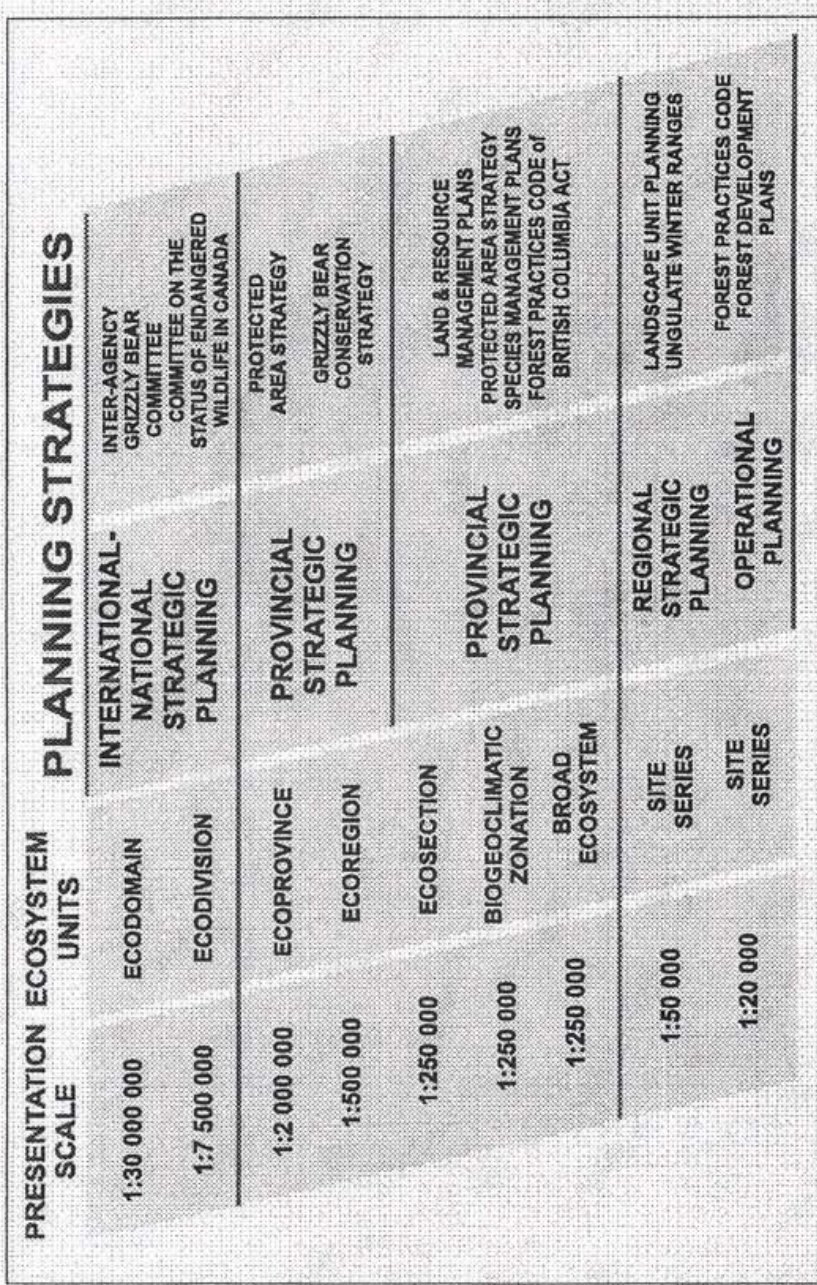 PRESENTATION ECOSYSTEM PLANNING STRATEGIES
SCALE UNITS
1:30 000 000
ECODOMAIN
1:7 500 000
ECODIVISION
INTERNATIONAL-
NATIONAL
STRATEGIC
PLANNING
INTER-AGENCY
GRIZZLY BEAR
COMMITTEE
COMMITTEE ON THE
STATUS OF ENDANGERED
WILDLIFE IN CANADA
1:2 000 000
ECOPROVINCE
1:500 000
ECOREGION
PROVINCIAL
STRATEGIC
PLANNING
PROTECTED
AREA STRATEGY
GRIZZLY BEAR
CONSERVATION
STRATEGY
1:250 000
ECOSECTION
1:250 000
BIOGEOCLIMATIC
ZONATION
1:250 000
BROAD
ECOSYSTEM
PROVINCIAL
STRATEGIC
PLANNING
LAND & RESOURCE
MANAGEMENT PLANS
PROTECTED AREA STRATEGY
SPECIES MANAGEMENT PLANS
FOREST PRACTICES CODE of
BRITISH COLUMBIA ACT
1:50 000
SITE
SERIES
REGIONAL
STRATEGIC
PLANNING
LANDSCAPE UNIT PLANNING
UNGULATE WINTER RANGES
1:20 000
SITE
SERIES
OPERATIONAL
PLANNING
FOREST PRACTICES CODE
FOREST DEVELOPMENT
PLANS